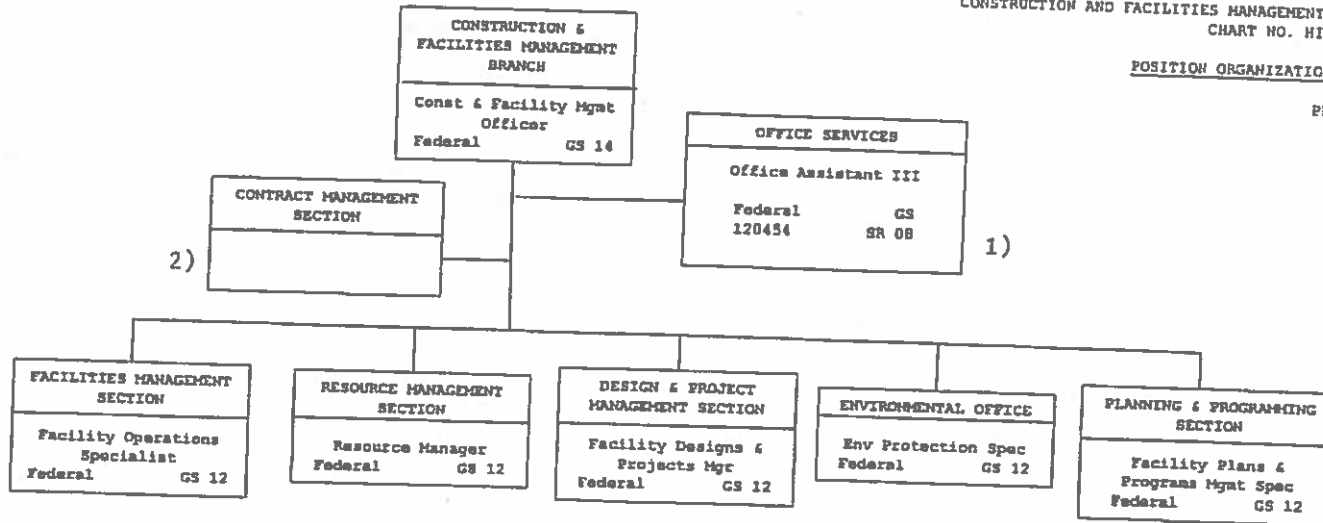 CONSTRUCTION AND FACILITIES MANAGEMENT
CHART NO. HI
POSITION ORGANIZATIO
CONSTRUCTION &
FACILITIES MANAGEMENT
BRANCH
Const & Facility Mgmt
Officer
Federal GS 14
OFFICE SERVICES
Office Assistant III
Federal GS
120454 SR 08
1)
CONTRACT MANAGEMENT
SECTION
2)
FACILITIES MANAGEMENT
SECTION
Facility Operations
Specialist
Federal GS 12
RESOURCE MANAGEMENT
SECTION
Resource Manager
Federal GS 12
DESIGN & PROJECT
MANAGEMENT SECTION
Facility Designs &
Projects Mgr
Federal GS 12
ENVIRONMENTAL OFFICE
Env Protection Spec
Federal GS 12
PLANNING & PROGRAMMING
SECTION
Facility Plans &
Programs Mgmt Spec
Federal GS 12